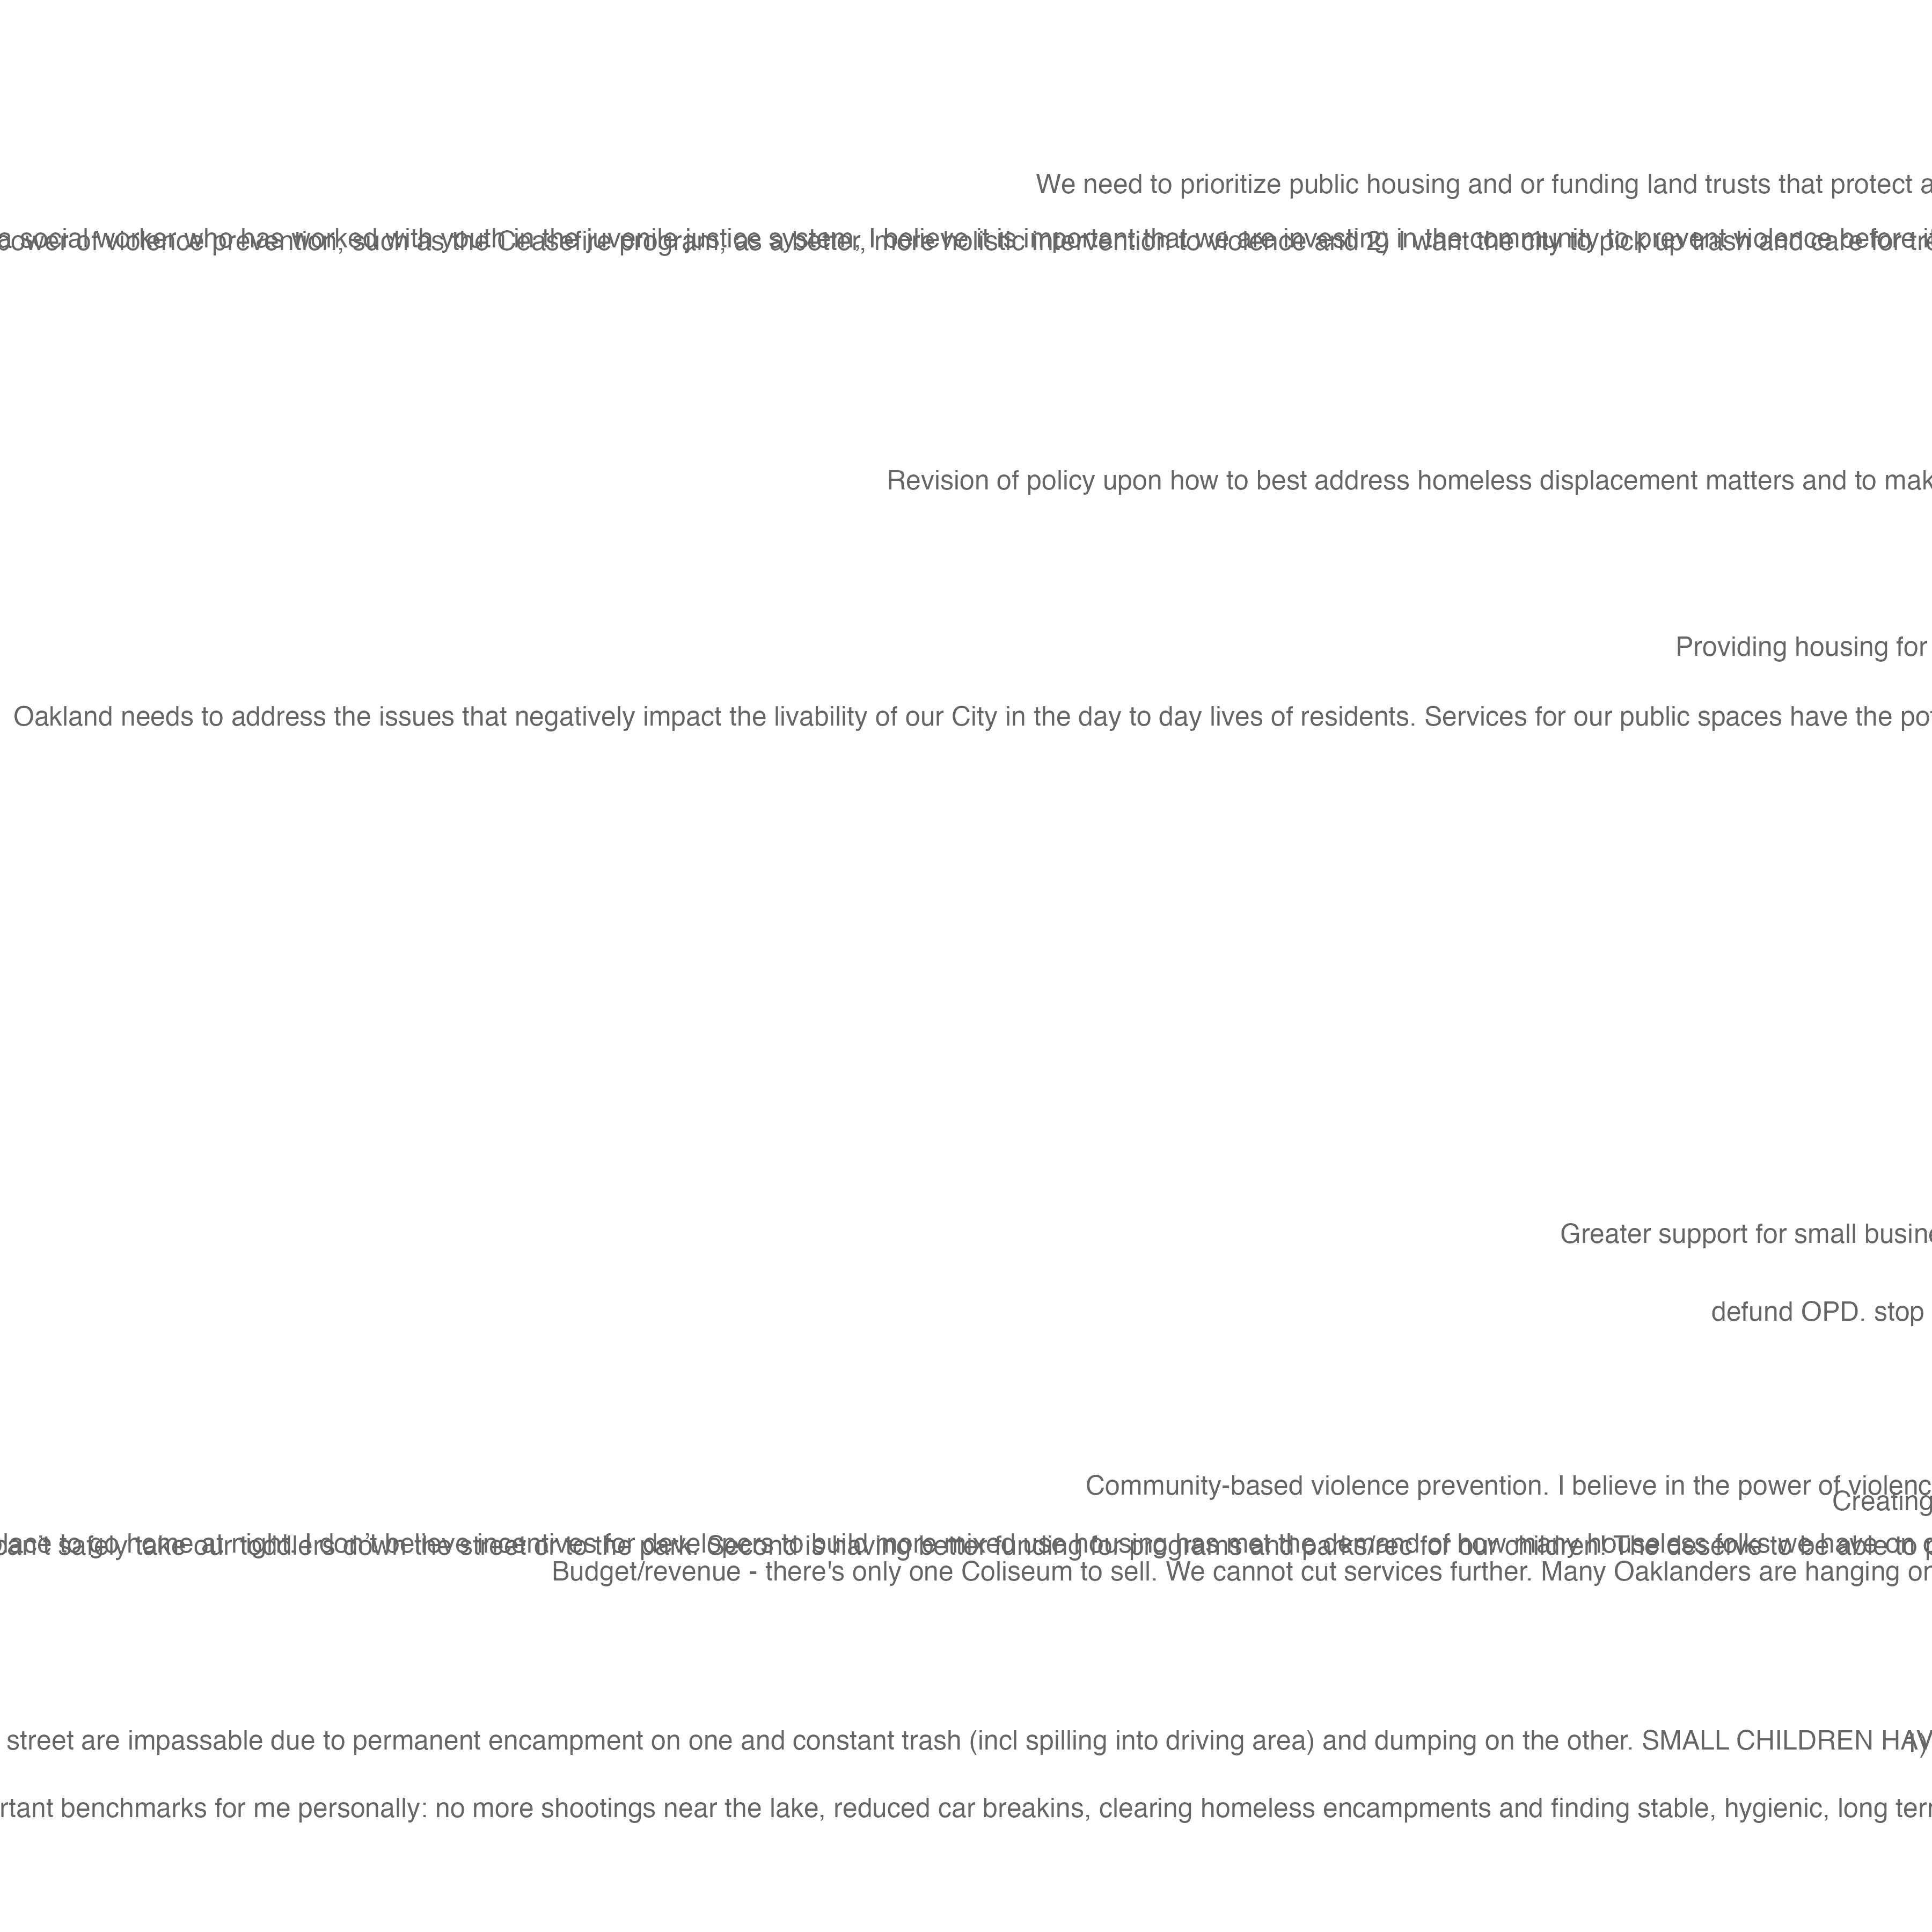 We need to prioritize public housing and or funding land trusts that protect a
a social worker who has worked with youth in the juvenile justice system, I believe it is important that we are investing in the community to prevent violence before i
power of violence prevention, such as the Ceasefire program, as a better, more holistic intervention to violence and 2) I want the city to pick up trash and care for tre
Revision of policy upon how to best address homeless displacement matters and to mak
Providing housing for
Oakland needs to address the issues that negatively impact the livability of our City in the day to day lives of residents. Services for our public spaces have the pot
Greater support for small busine
defund OPD. stop
Community-based violence prevention. I believe in the power of violenc
Creating
lace to go home at night. I don’t believe incentives for developers to build more mixed use housing has met the demand of how many houseless folks we have on o
can’t safely take our toddlers down the street or to the park. Second is having better funding for programs and parks/rec for our children! The deserve to be able to p
Budget/revenue - there's only one Coliseum to sell. We cannot cut services further. Many Oaklanders are hanging on
street are impassable due to permanent encampment on one and constant trash (incl spilling into driving area) and dumping on the other. SMALL CHILDREN HAV
rtant benchmarks for me personally: no more shootings near the lake, reduced car breakins, clearing homeless encampments and finding stable, hygienic, long ter